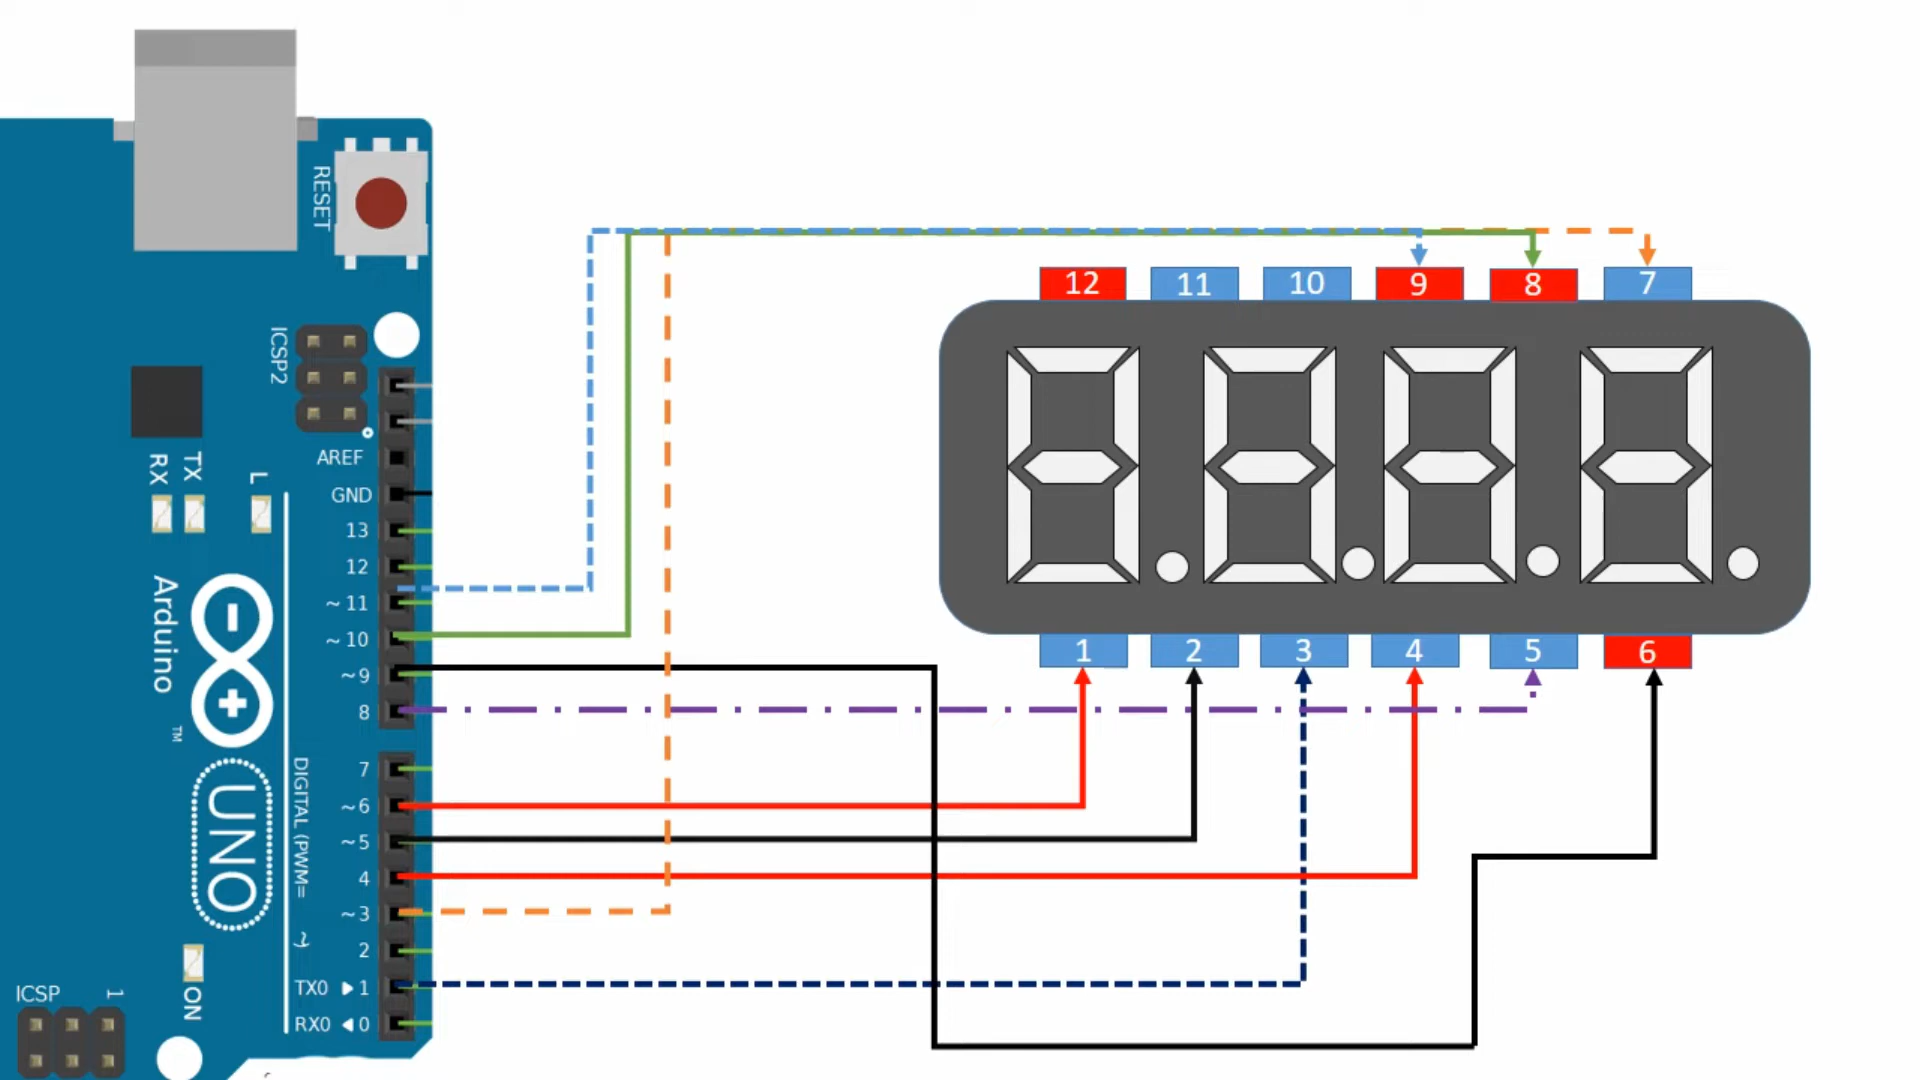 RESET
ICSP2
AREF
GND
13
12
~11
~10
~9
8
7
~6
~5
4
~3
2
TX0 ▶ 1
RX0 ◀ 0
RX
TX
L
Arduino
TM
UNO
DIGITAL (PWM= ~)
ON
ICSP
1
12 11 10 9 8 7
1 2 3 4 5 6